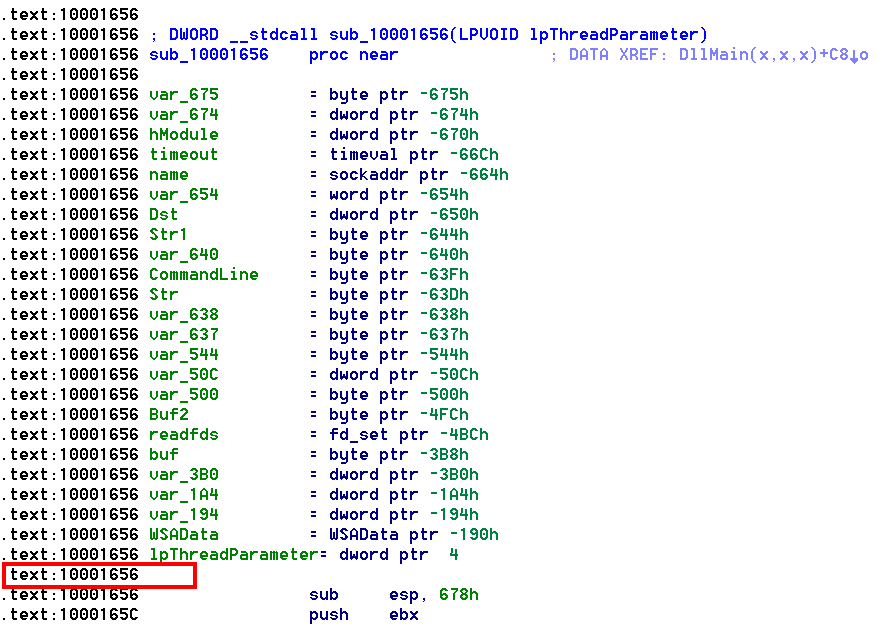 .text:10001656
.text:10001656 ; DWORD __stdcall sub_10001656(LPVOID lpThreadParameter)
.text:10001656 sub_10001656    proc near               ; DATA XREF: DllMain(x,x,x)+C8↓o
.text:10001656
.text:10001656 var_675         = byte ptr -675h
.text:10001656 var_674         = dword ptr -674h
.text:10001656 hModule         = dword ptr -670h
.text:10001656 timeout         = timeval ptr -66Ch
.text:10001656 name            = sockaddr ptr -664h
.text:10001656 var_654         = word ptr -654h
.text:10001656 Dst             = dword ptr -650h
.text:10001656 Str1            = byte ptr -644h
.text:10001656 var_640         = byte ptr -640h
.text:10001656 CommandLine     = byte ptr -63Fh
.text:10001656 Str             = byte ptr -63Dh
.text:10001656 var_638         = byte ptr -638h
.text:10001656 var_637         = byte ptr -637h
.text:10001656 var_544         = byte ptr -544h
.text:10001656 var_50C         = dword ptr -50Ch
.text:10001656 var_500         = byte ptr -500h
.text:10001656 Buf2            = byte ptr -4FCh
.text:10001656 readfds         = fd_set ptr -4BCh
.text:10001656 buf             = byte ptr -3B8h
.text:10001656 var_3B0         = dword ptr -3B0h
.text:10001656 var_1A4         = dword ptr -1A4h
.text:10001656 var_194         = dword ptr -194h
.text:10001656 WSAData         = WSAData ptr -190h
.text:10001656 lpThreadParameter= dword ptr  4
.text:10001656
.text:10001656                 sub     esp, 678h
.text:1000165C                 push    ebx